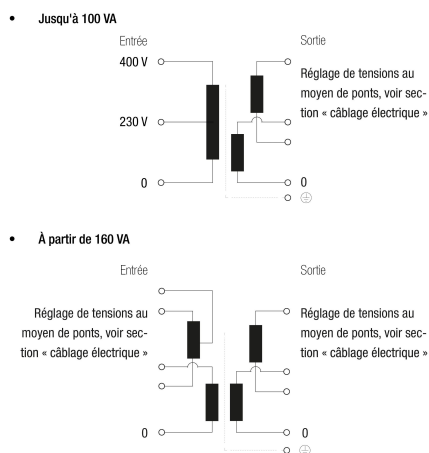 • Jusqu'à 100 VA
Entrée
Sortie
400 V
Réglage de tensions au
moyen de ponts, voir sec-
tion « câblage électrique »
230 V
0
0
• À partir de 160 VA
Entrée
Sortie
Réglage de tensions au
moyen de ponts, voir sec-
tion « câblage électrique »
Réglage de tensions au
moyen de ponts, voir sec-
tion « câblage électrique »
0
0